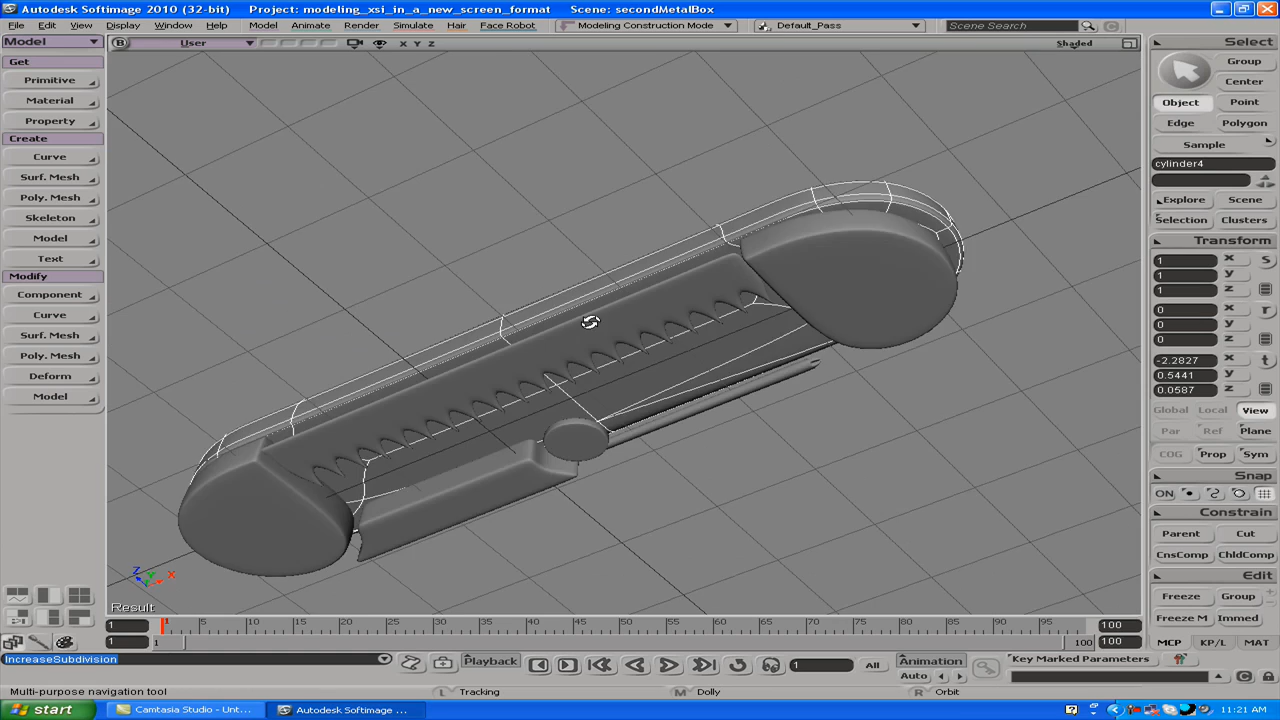 Autodesk Softimage 2010 (32-bit) Project: modeling_xsi_in_a_new_screen_format Scene: secondMetalBox
File Edit View Display Window Help Model Animate Render Simulate Hair Face Robot Modeling Construction Mode Default_Pass Scene Search
Model B User X Y Z Shaded Select
Get
Primitive
Material
Property
Create
Curve
Surf. Mesh
Poly. Mesh
Skeleton
Model
Text
Modify
Component
Curve
Surf. Mesh
Poly. Mesh
Deform
Model
Group
Center
Object Point
Edge Polygon
Sample
cylinder4
Explore Scene
Selection Clusters
Transform
1 X S
1 Y
1 Z
0 X r
0 Y
0 Z
-2.2827 X t
0.5441 Y
0.0587 Z
Global Local View
Par Ref Plane
COG Prop Sym
Snap
ON
Constrain
Parent Cut
CnsComp ChldComp
Edit
Freeze Group
Freeze M Immed
MCP KP/L MAT
Z Y X
Result
1 1 5 10 15 20 25 30 35 40 45 50 55 60 65 70 75 80 85 90 95 100
1 1 100 100
IncreaseSubdivision Playback 1 All Animation Key Marked Parameters
Auto
Multi-purpose navigation tool L Tracking M Dolly R Orbit
start Camtasia Studio - Unt... Autodesk Softimage ... 11:21 AM